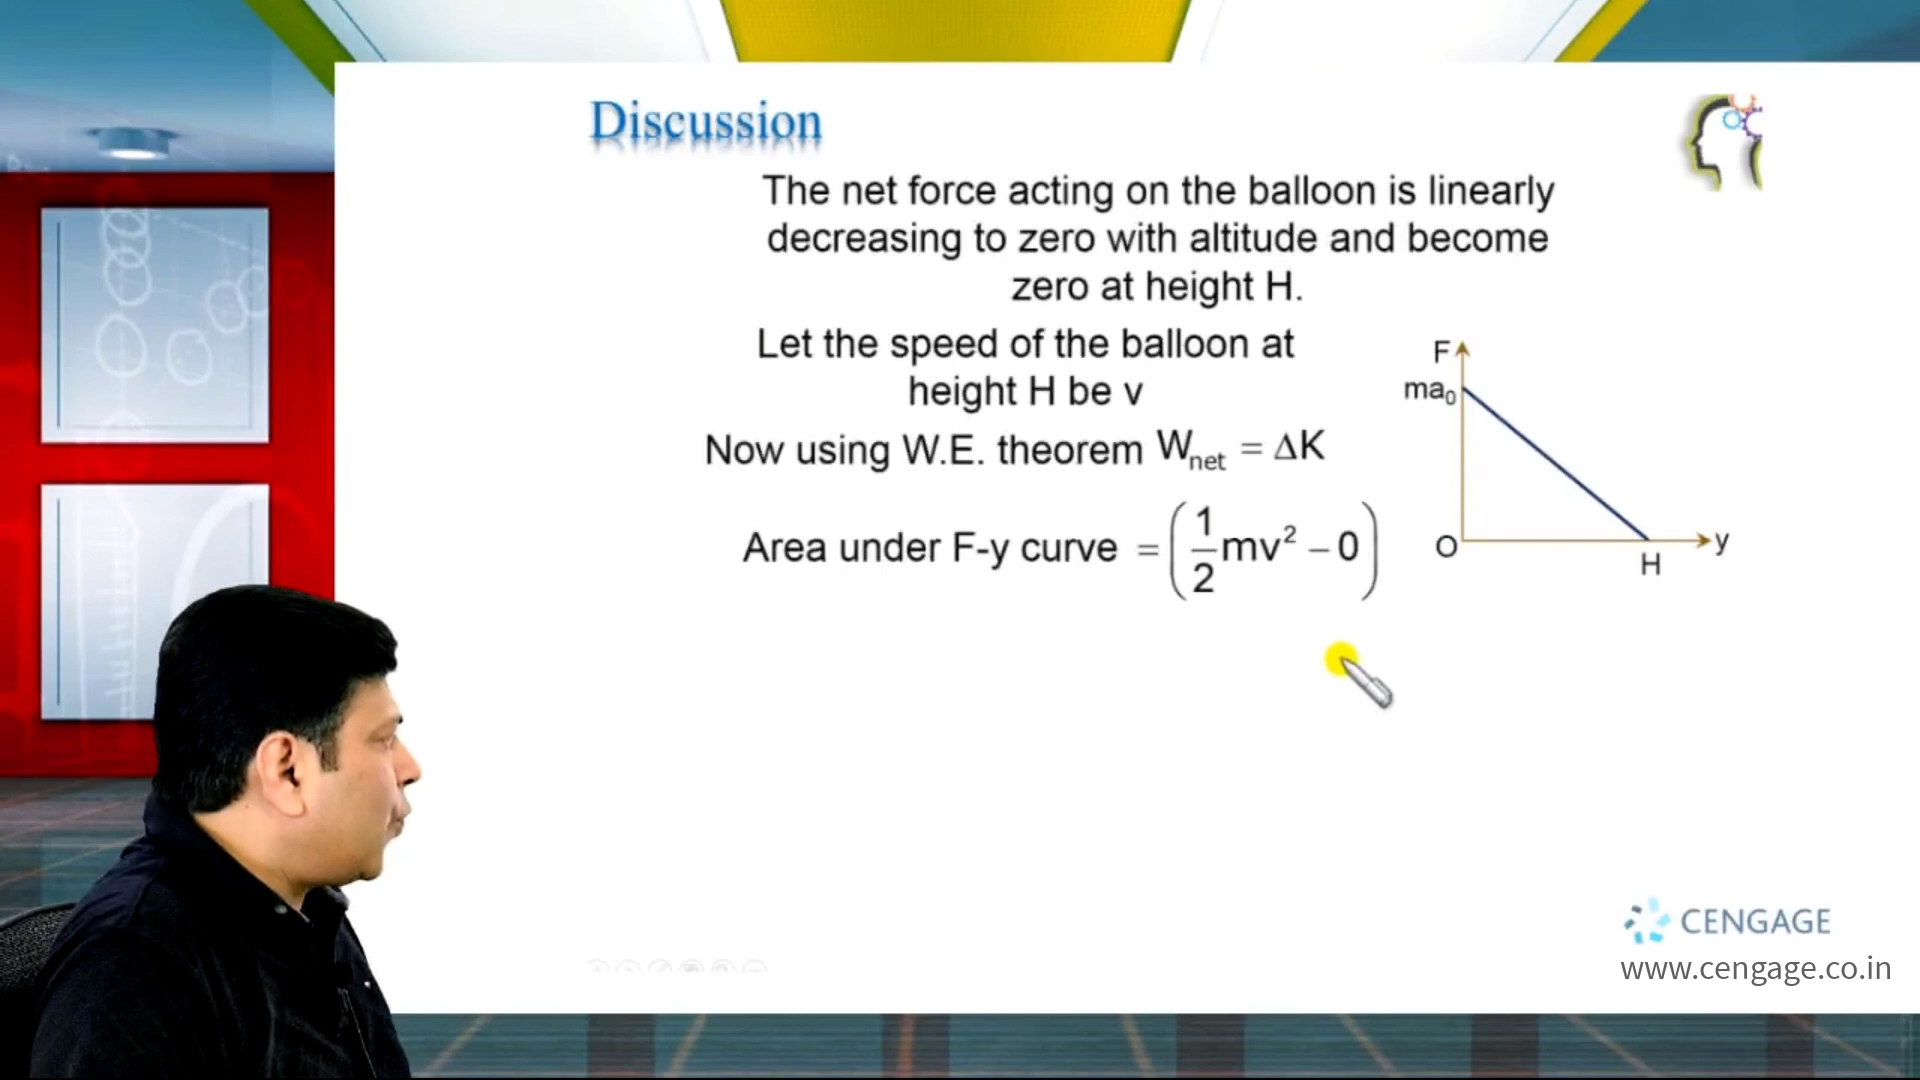 Discussion
The net force acting on the balloon is linearly
decreasing to zero with altitude and become
zero at height H.
Let the speed of the balloon at
height H be v
Now using W.E. theorem W_net = ΔK
Area under F-y curve = (1/2 mv² – 0)
F
ma₀
O
H
y
CENGAGE
www.cengage.co.in